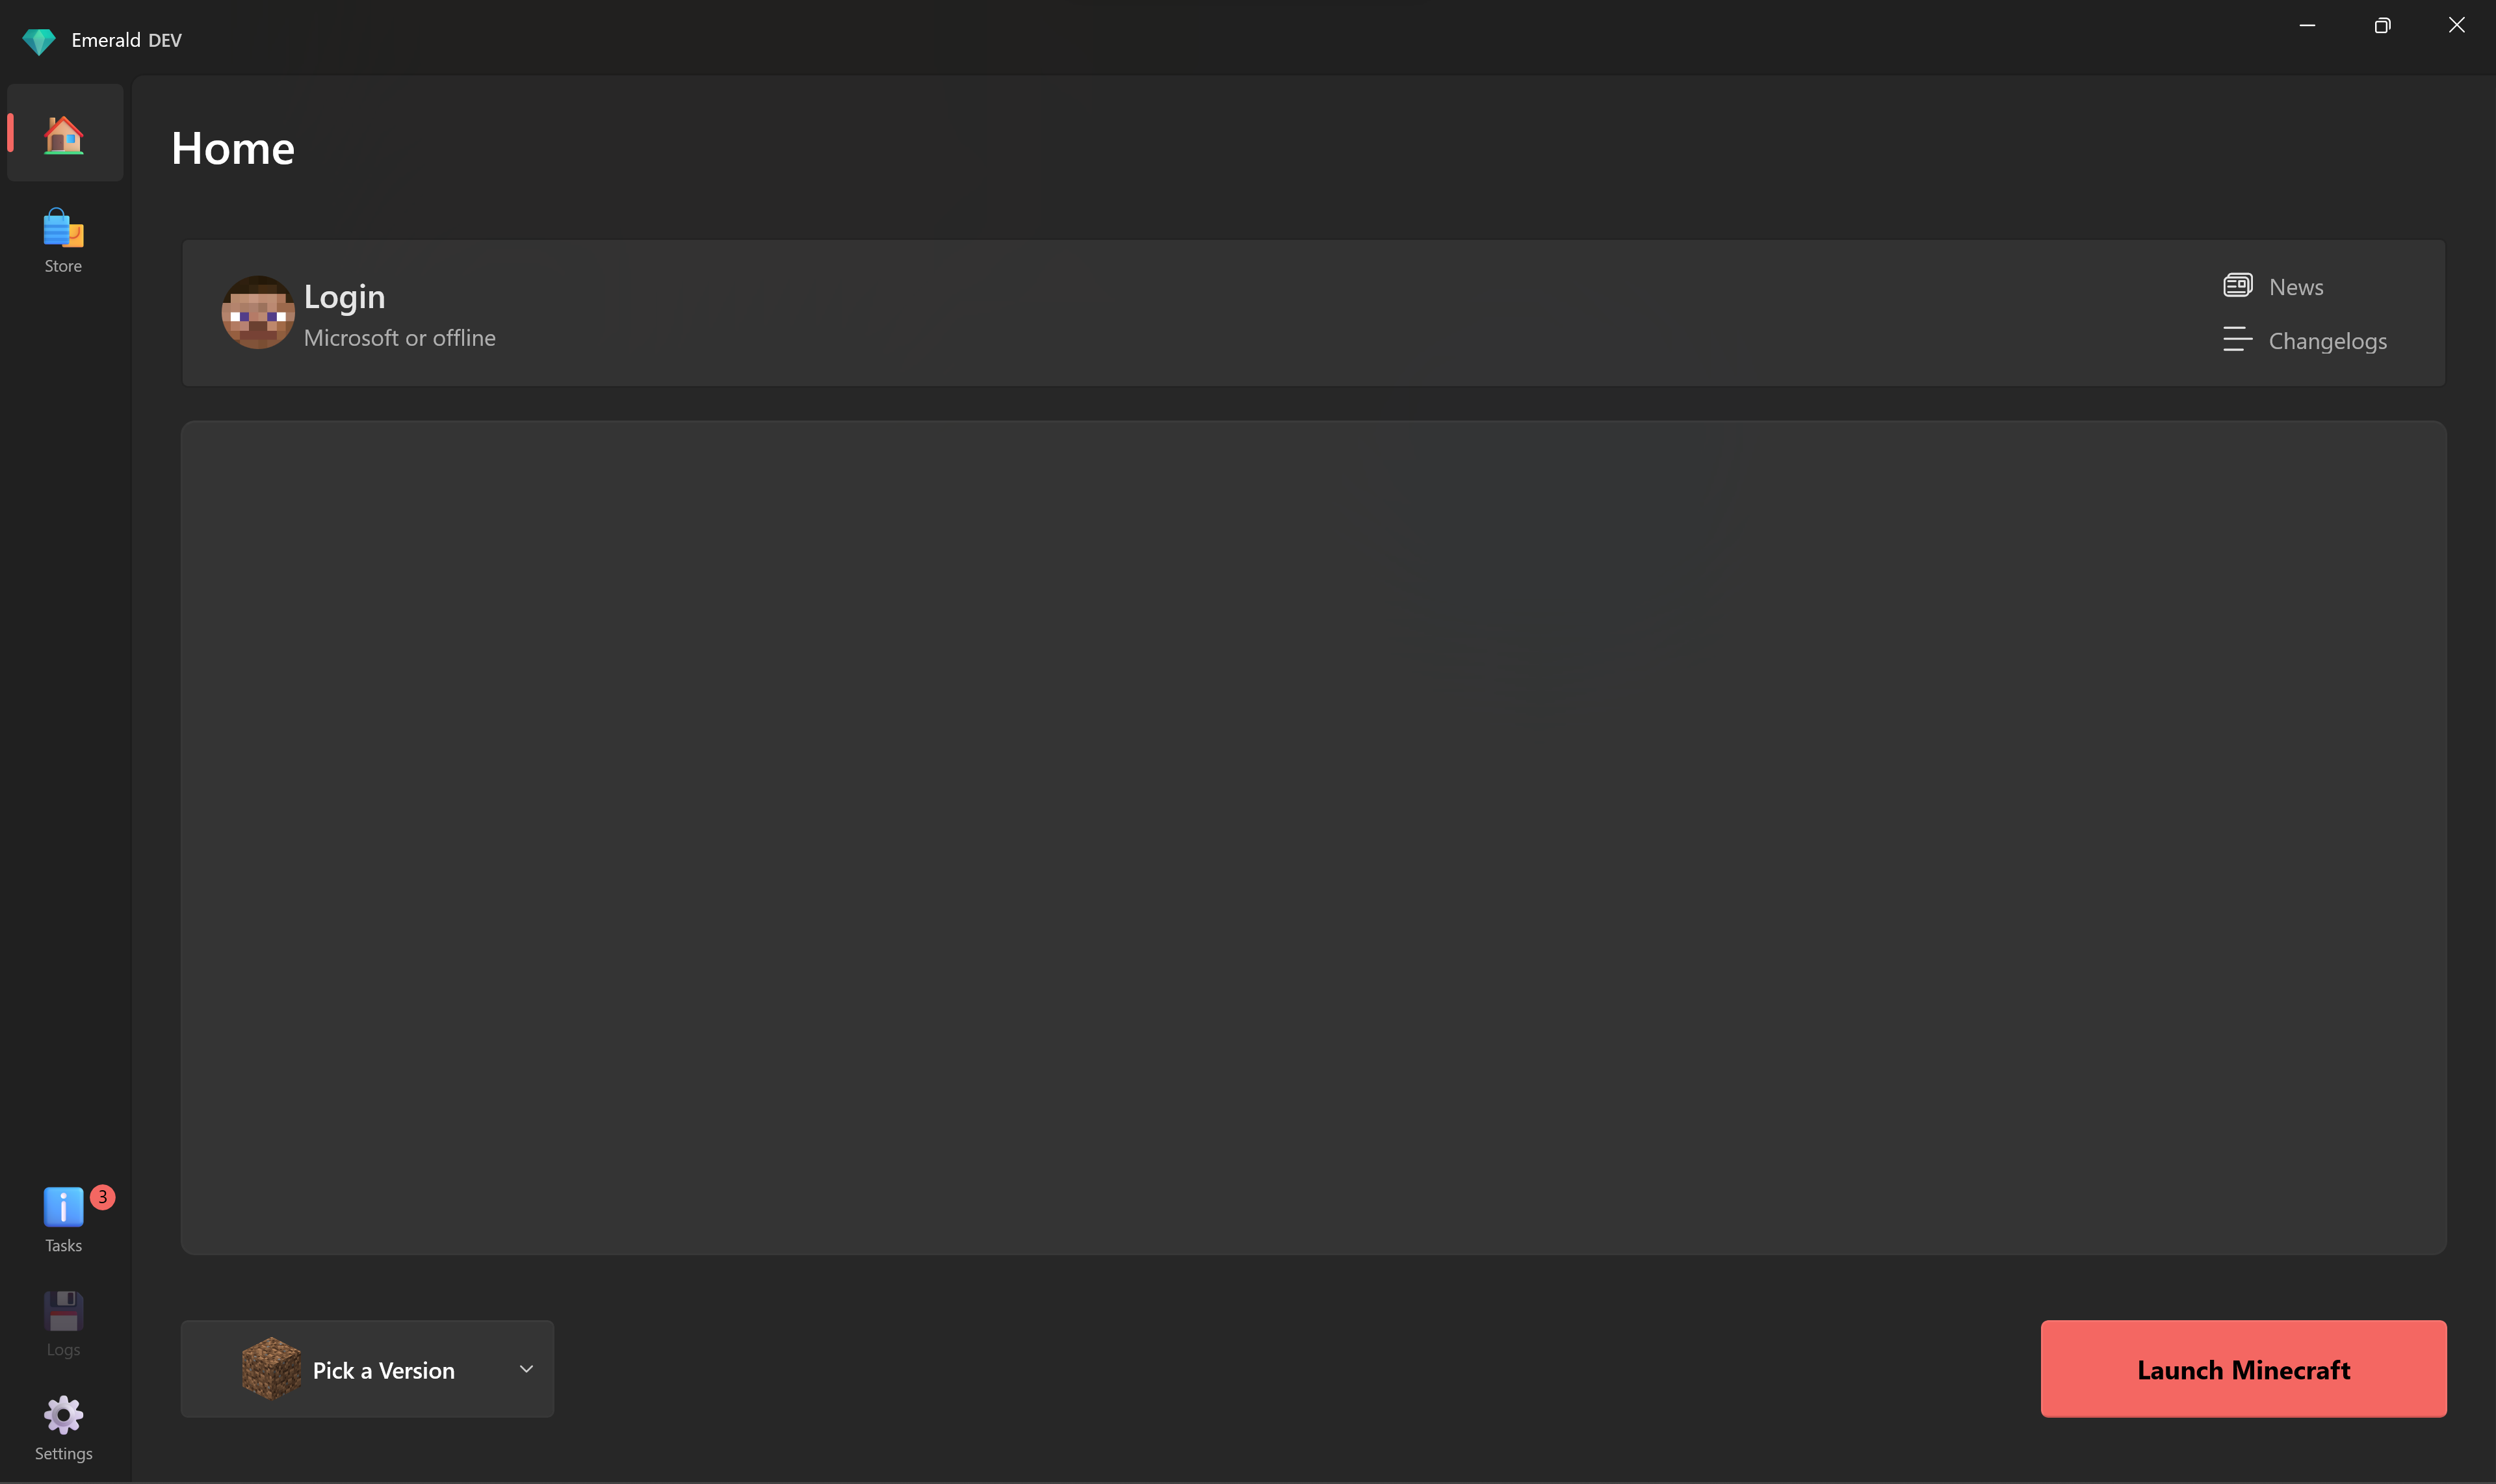 Emerald DEV
Home
Store
Login
Microsoft or offline
News
Changelogs
3
Tasks
Logs
Settings
Pick a Version
Launch Minecraft